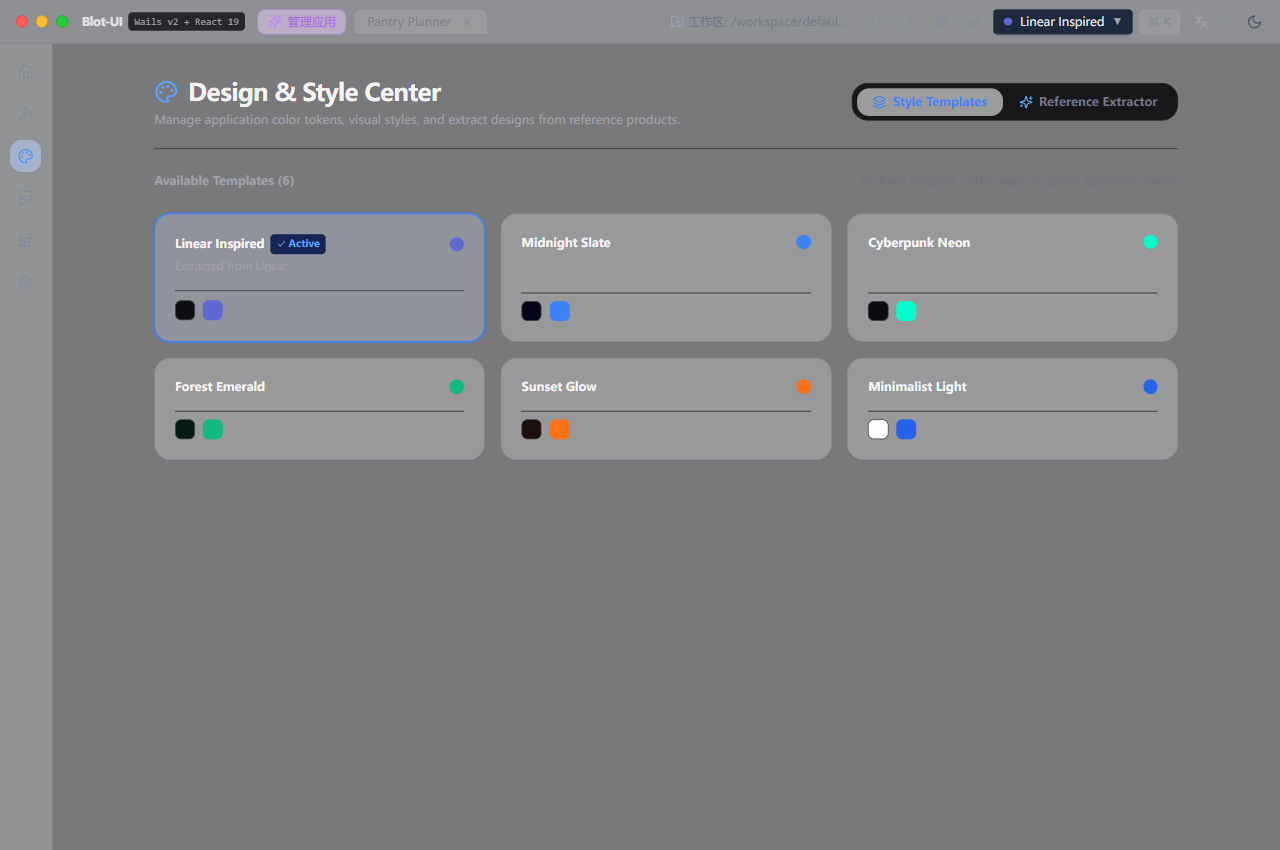 Blot-UI
Wails v2 + React 19
管理应用
Pantry Planner ×
工作区: /workspace/defaul...
Linear Inspired ▼
⌘ K
Design & Style Center
Manage application color tokens, visual styles, and extract designs from reference products.
Style Templates
Reference Extractor
Available Templates (6)
Click any template card to apply as global application theme
Linear Inspired
✓ Active
Extracted from Linear
Midnight Slate
Cyberpunk Neon
Forest Emerald
Sunset Glow
Minimalist Light